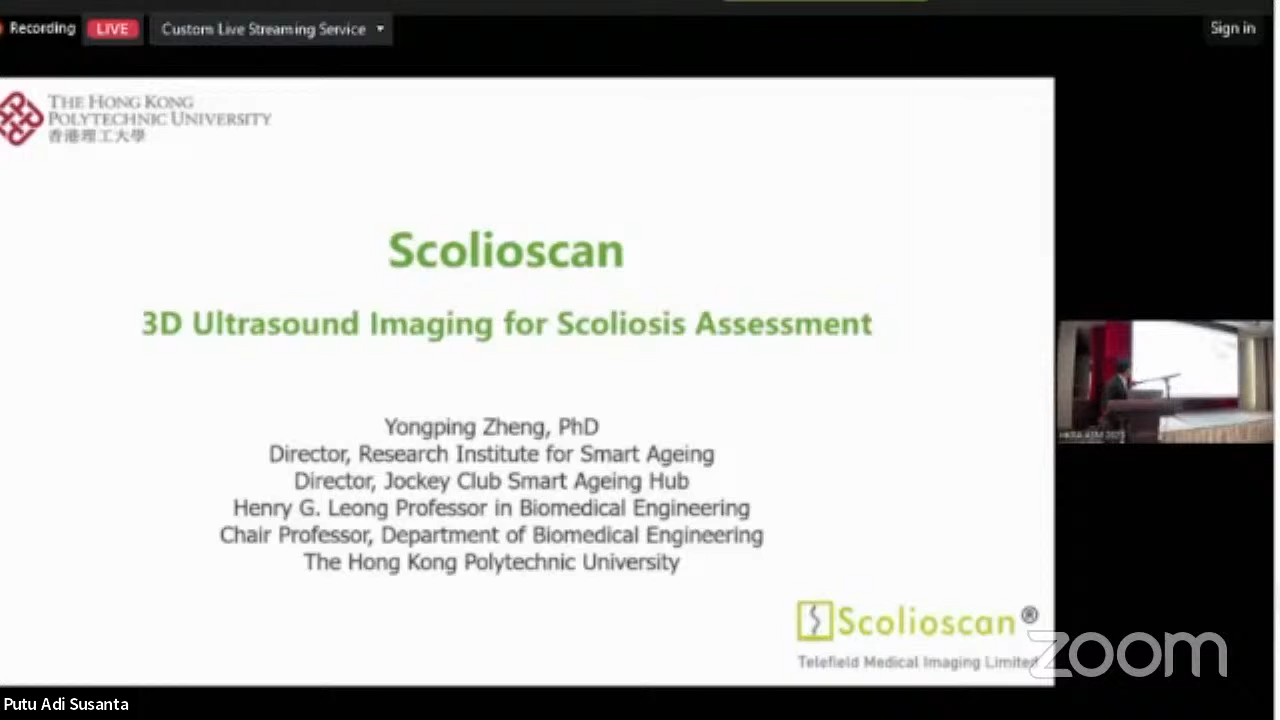 Recording
LIVE
Custom Live Streaming Service
Sign in
THE HONG KONG
POLYTECHNIC UNIVERSITY
香港理工大學
Scolioscan
3D Ultrasound Imaging for Scoliosis Assessment
Yongping Zheng, PhD
Director, Research Institute for Smart Ageing
Director, Jockey Club Smart Ageing Hub
Henry G. Leong Professor in Biomedical Engineering
Chair Professor, Department of Biomedical Engineering
The Hong Kong Polytechnic University
Scolioscan®
Telefield Medical Imaging Limited
zoom
Putu Adi Susanta